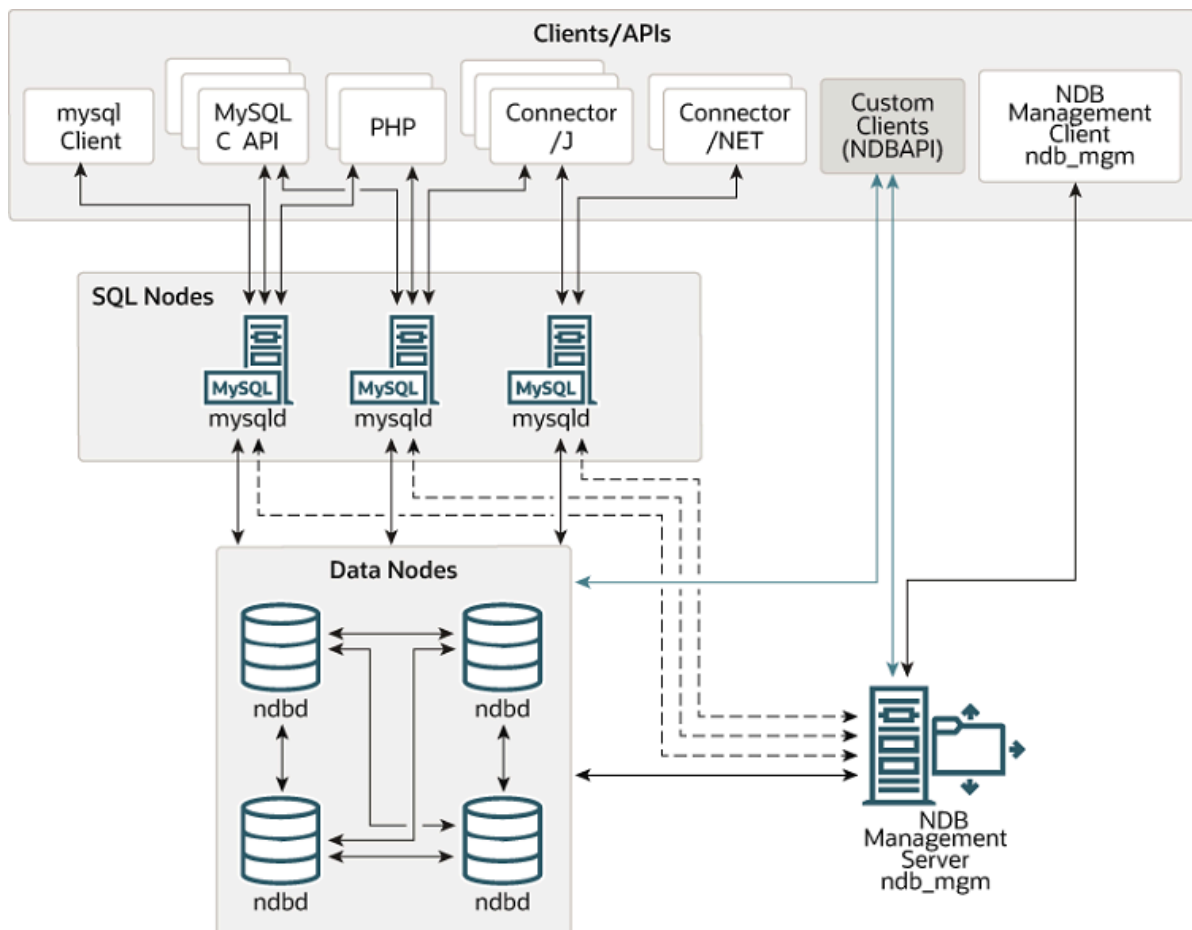 Clients/APIs
mysql
Client
MySQL
C API
PHP
Connector
/J
Connector
/NET
Custom
Clients
(NDBAPI)
NDB
Management
Client
ndb_mgm
SQL Nodes
MySQL
mysqld
MySQL
mysqld
MySQL
mysqld
Data Nodes
ndbd
ndbd
ndbd
ndbd
NDB
Management
Server
ndb_mgm